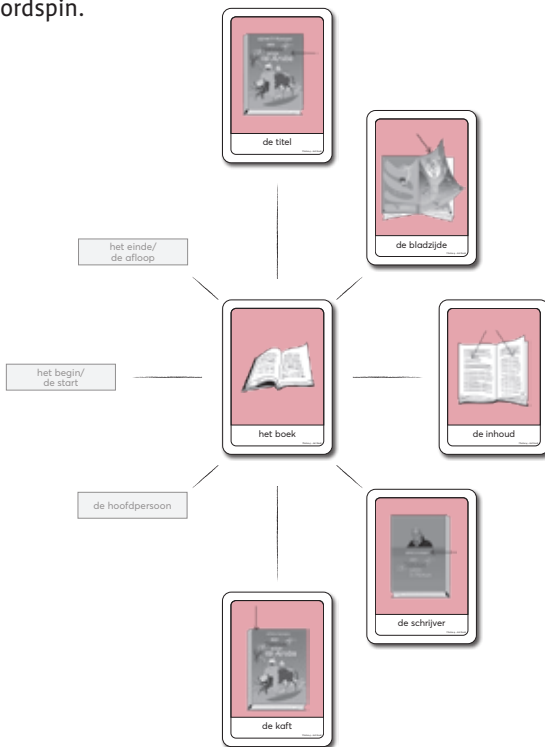 ordspin.
de titel
de bladzijde
het einde/
de afloop
het begin/
de start
het boek
de inhoud
de hoofdpersoon
de schrijver
de kaft